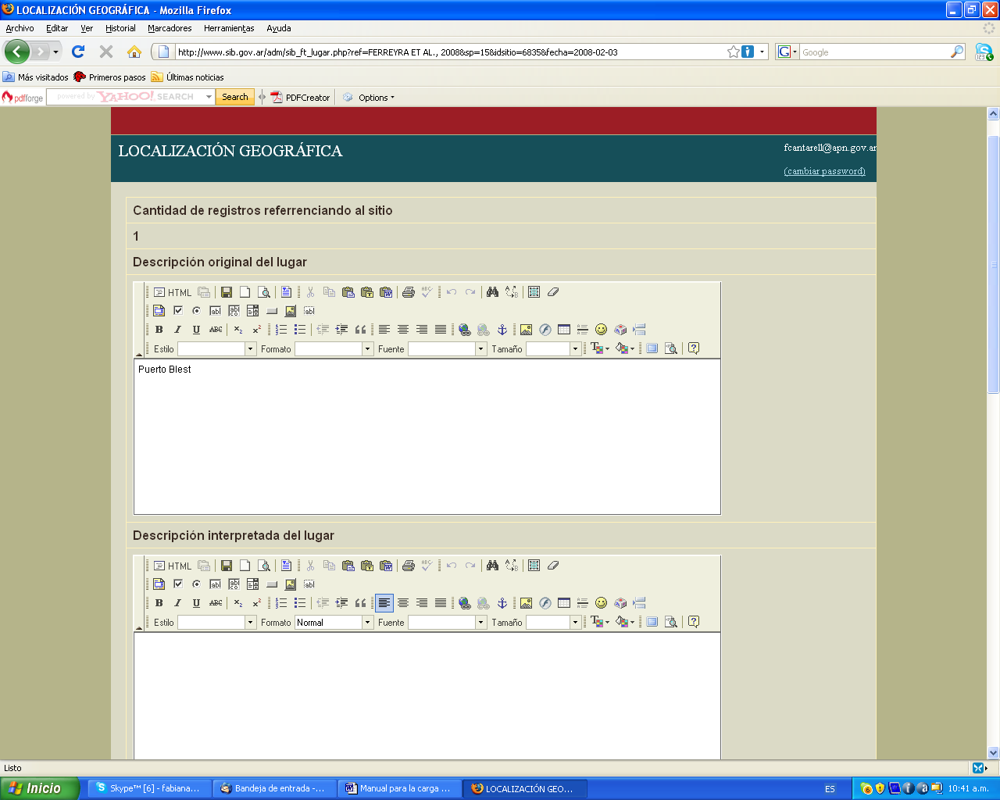 LOCALIZACIÓN GEOGRÁFICA - Mozilla Firefox
Archivo Editar Ver Historial Marcadores Herramientas Ayuda
http://www.sib.gov.ar/adm/sib_ft_lugar.php?ref=FERREYRA ET AL., 2008&sp=15&idsitio=6835&fecha=2008-02-03
G Google
Más visitados Primeros pasos Últimas noticias
pdfforge powered by YAHOO! SEARCH Search PDFCreator Options
LOCALIZACIÓN GEOGRÁFICA
fcantarell@apn.gov.ar
(cambiar password)
Cantidad de registros referrenciando al sitio
1
Descripción original del lugar
HTML
B I U ABC
Estilo Formato Fuente Tamaño
Puerto Blest
Descripción interpretada del lugar
HTML
B I U ABC
Estilo Formato Normal Fuente Tamaño
Listo
Inicio Skype™ [6] - fabiana... Bandeja de entrada -... Manual para la carga ... LOCALIZACIÓN GEO... ES 10:41 a.m.